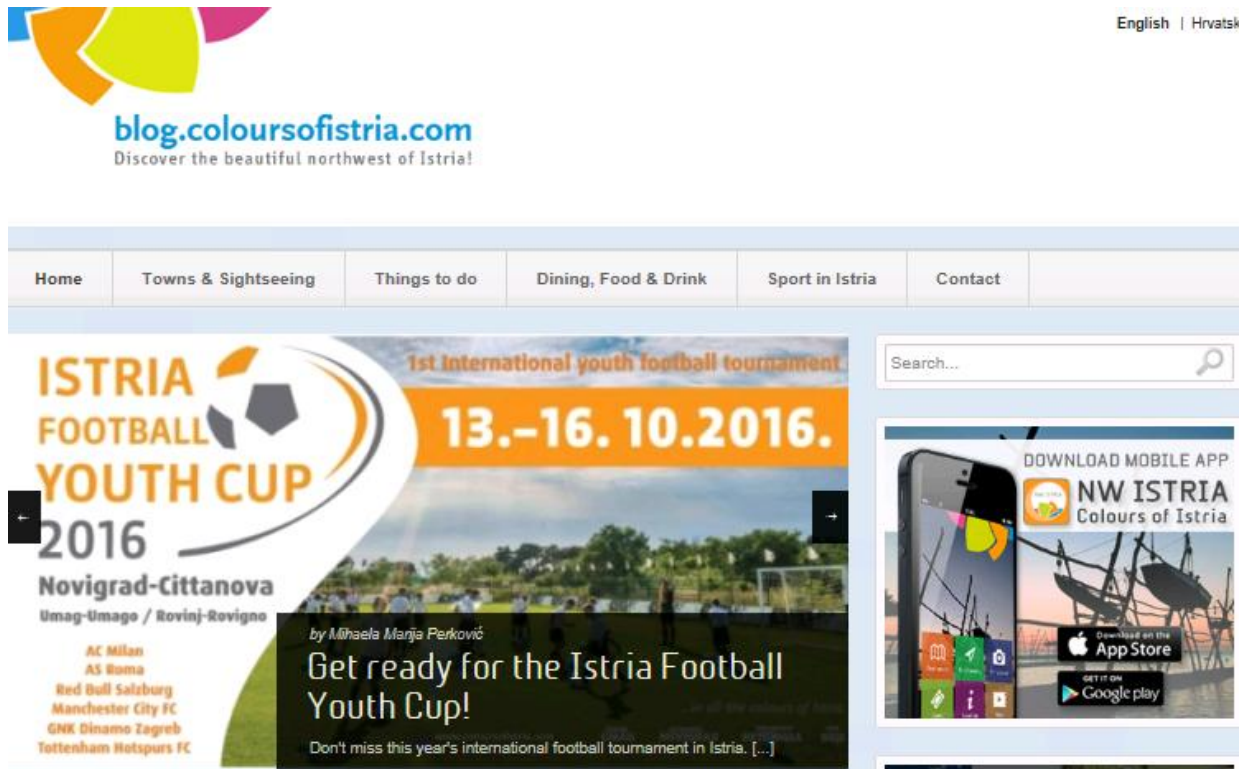 English | Hrvatsk
blog.coloursofistria.com
Discover the beautiful northwest of Istria!
Home
Towns & Sightseeing
Things to do
Dining, Food & Drink
Sport in Istria
Contact
ISTRIA
FOOTBALL
YOUTH CUP
2016
Novigrad-Cittanova
Umag-Umago / Rovinj-Rovigno
AC Milan
AS Roma
Red Bull Salzburg
Manchester City FC
GNK Dinamo Zagreb
Tottenham Hotspurs FC
1st International youth football tournament
13.–16. 10.2016.
←
→
by Mihaela Marija Perković
Get ready for the Istria Football
Youth Cup!
Don't miss this year's international football tournament in Istria. [...]
Search...
DOWNLOAD MOBILE APP
NW ISTRIA
Colours of Istria
Download on the
App Store
GET IT ON
Google play